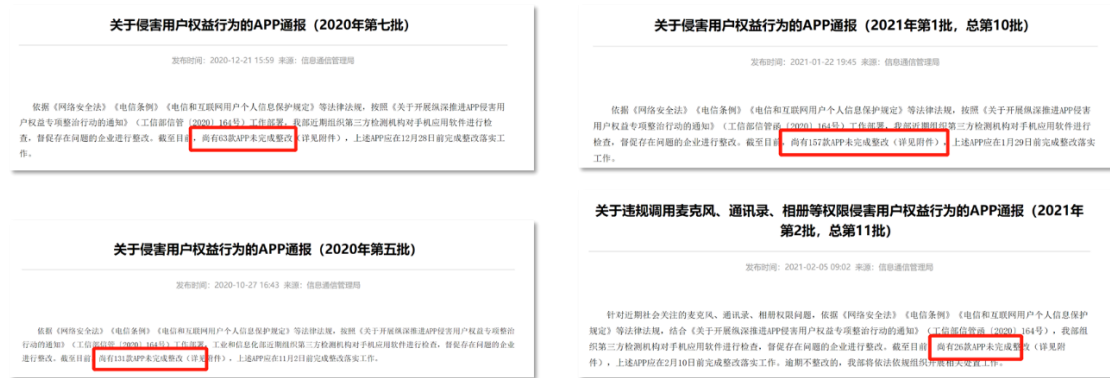 关于侵害用户权益行为的APP通报（2020年第七批）
发布时间：2020-12-21 15:59 来源：信息通信管理局
依据《网络安全法》《电信条例》《电信和互联网用户个人信息保护规定》等法律法规，按照《关于开展纵深推进APP侵害用
户权益专项整治行动的通知》（工信部信管〔2020〕164号）工作部署，我部近期组织第三方检测机构对手机应用软件进行检
查，督促存在问题的企业进行整改。截至目前，尚有63款APP未完成整改（详见附件），上述APP应在12月28日前完成整改落实工
作。
关于侵害用户权益行为的APP通报（2021年第1批，总第10批）
发布时间：2021-01-22 19:45 来源：信息通信管理局
依据《网络安全法》《电信条例》《电信和互联网用户个人信息保护规定》等法律法规，按照《关于开展纵深推进APP侵害
用户权益专项整治行动的通知》（工信部信管函〔2020〕164号）工作部署，我部近期组织第三方检测机构对手机应用软件进行
检查，督促存在问题的企业进行整改。截至目前，尚有157款APP未完成整改（详见附件），上述APP应在1月29日前完成整改落实
工作。
关于侵害用户权益行为的APP通报（2020年第五批）
发布时间：2020-10-27 16:43 来源：信息通信管理局
依据《网络安全法》《电信条例》《电信和互联网用户个人信息保护规定》等法律法规，按照《关于开展纵深推进APP侵害用户权益专项整治
行动的通知》（工信部信管〔2020〕164号）工作部署，工业和信息化部近期组织第三方检测机构对手机应用软件进行检查，督促存在问题的企业
进行整改。截至目前，尚有131款APP未完成整改（详见附件），上述APP应在11月2日前完成整改落实工作。
关于违规调用麦克风、通讯录、相册等权限侵害用户权益行为的APP通报（2021年
第2批，总第11批）
发布时间：2021-02-05 09:02 来源：信息通信管理局
针对近期社会关注的麦克风、通讯录、相册权限问题，依据《网络安全法》《电信条例》《电信和互联网用户个人信息保护
规定》等法律法规，结合《关于开展纵深推进APP侵害用户权益专项整治行动的通知》（工信部信管函〔2020〕164号），我部组
织第三方检测机构对手机应用软件进行检查，督促存在问题的企业进行整改。截至目前，尚有26款APP未完成整改（详见附
件），上述APP应在2月10日前完成整改落实工作。逾期不整改的，我部将依法依规组织开展相关处置工作。